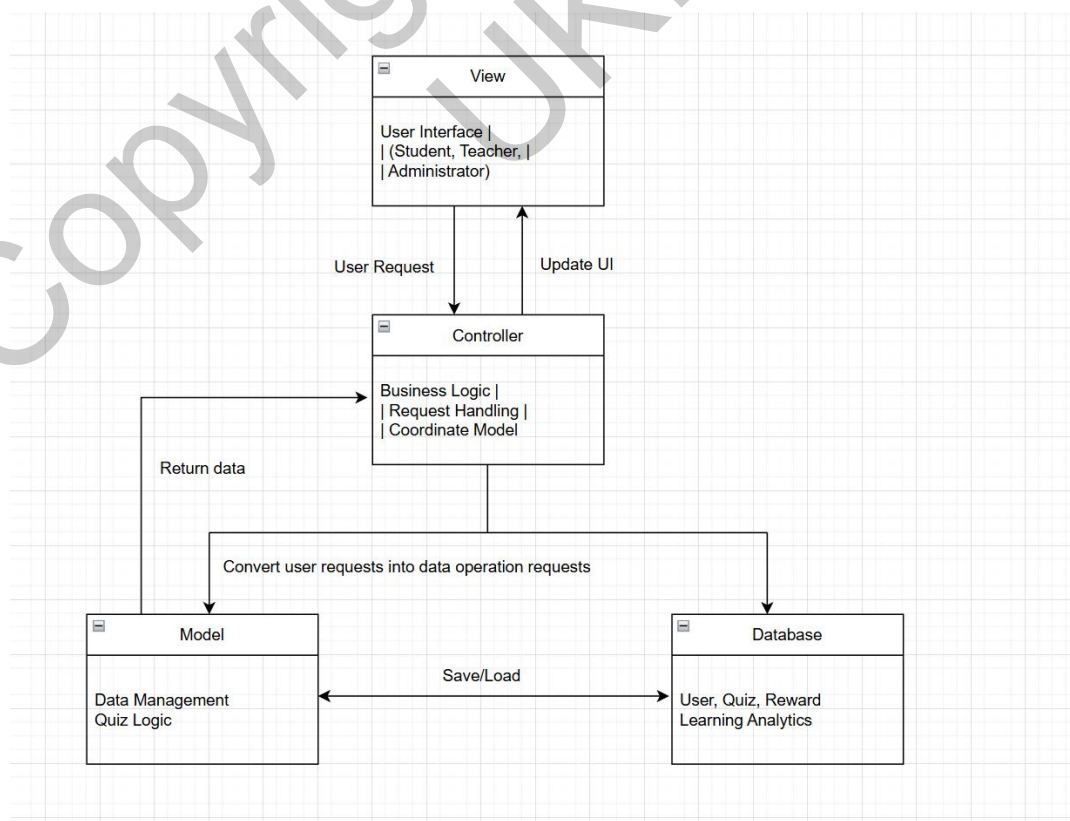 View
User Interface |
| (Student, Teacher, |
| Administrator)
User Request
Update UI
Controller
Business Logic |
| Request Handling |
| Coordinate Model
Return data
Convert user requests into data operation requests
Model
Database
Save/Load
Data Management
Quiz Logic
User, Quiz, Reward
Learning Analytics